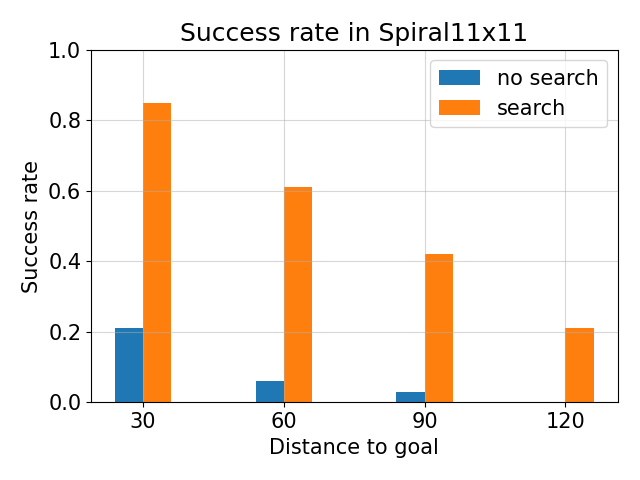 Success rate in Spiral11x11
1.0
0.8
0.6
0.4
0.2
0.0
Success rate
no search
search
30 60 90 120
Distance to goal